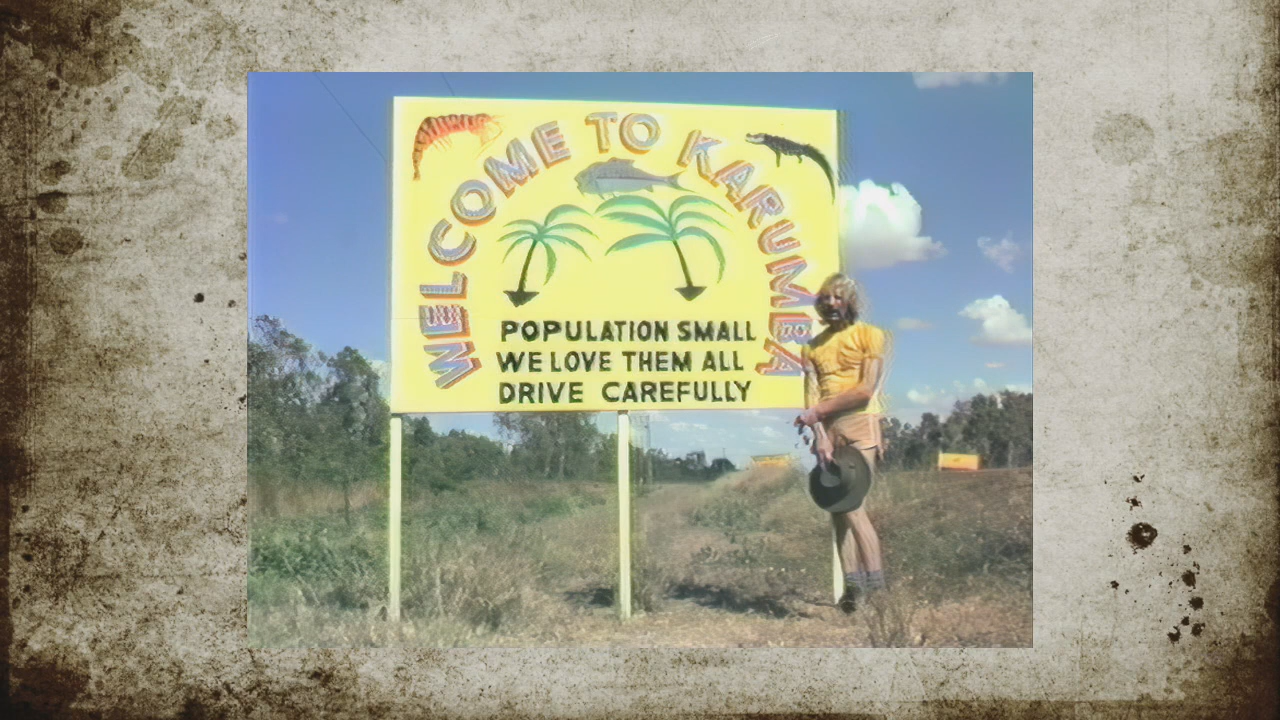 WELCOME TO KARUMBA
POPULATION SMALL
WE LOVE THEM ALL
DRIVE CAREFULLY